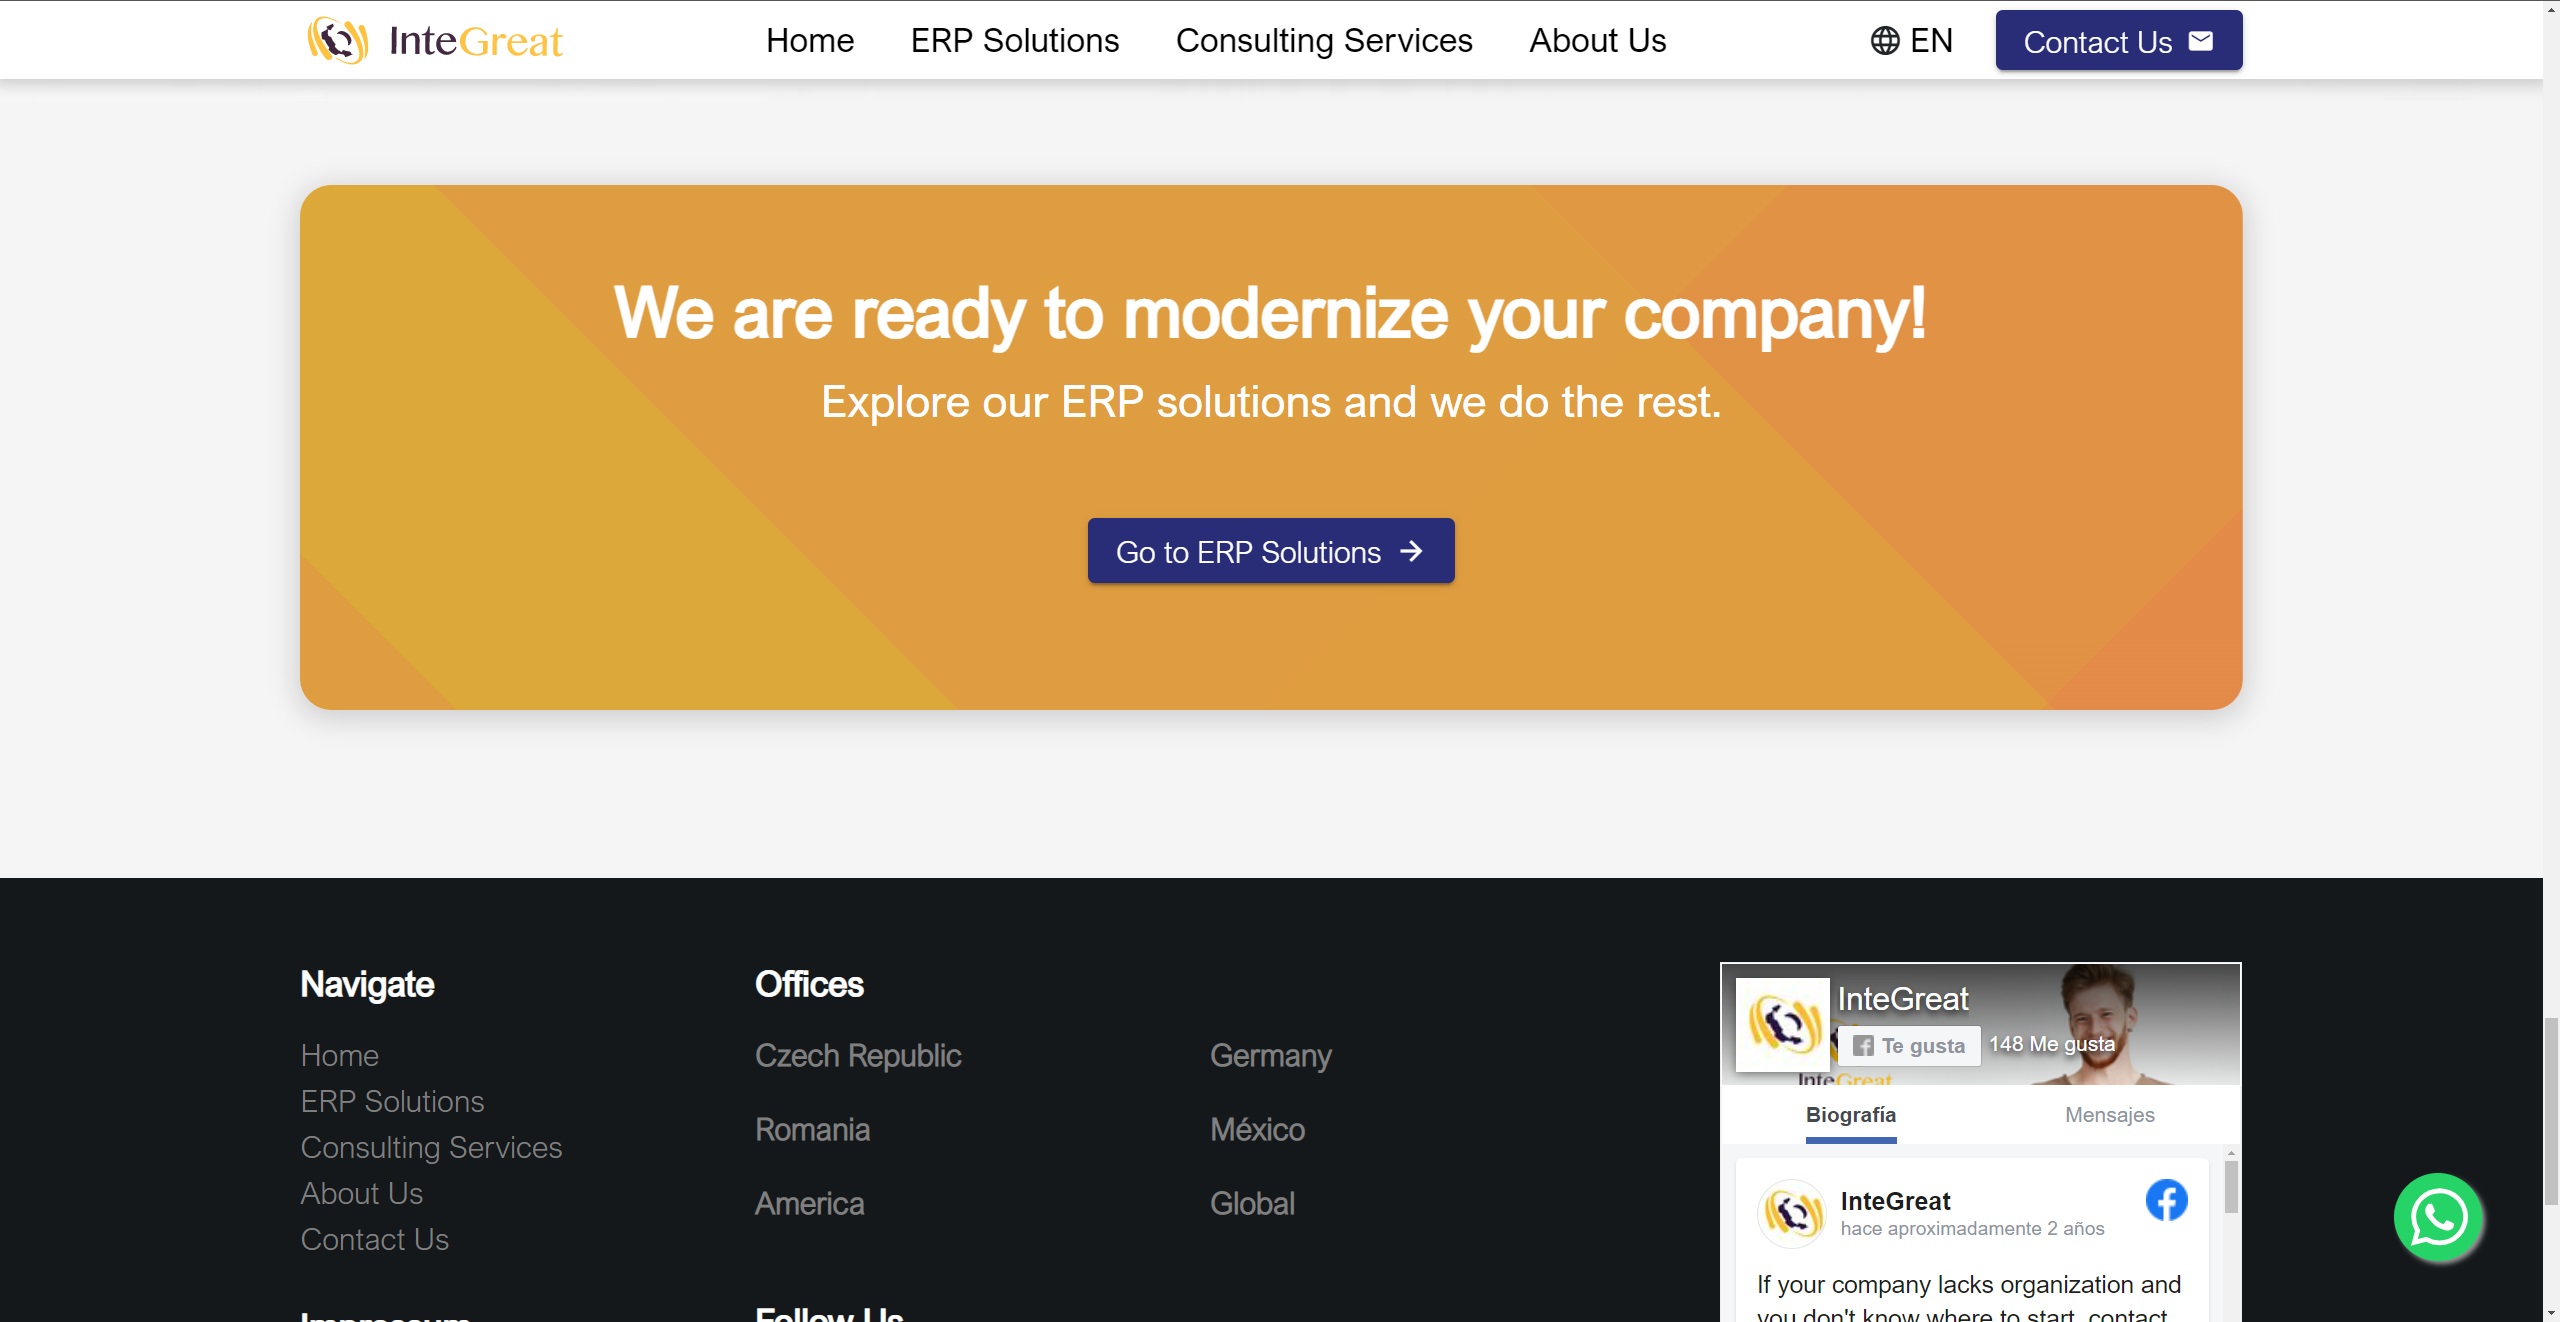 InteGreat
Home
ERP Solutions
Consulting Services
About Us
EN
Contact Us
We are ready to modernize your company!
Explore our ERP solutions and we do the rest.
Go to ERP Solutions
Navigate
Home
ERP Solutions
Consulting Services
About Us
Contact Us
Impressum
Offices
Czech Republic
Germany
Romania
México
America
Global
Follow Us
InteGreat
Te gusta
148 Me gusta
InteGreat
Biografía
Mensajes
InteGreat
hace aproximadamente 2 años
If your company lacks organization and
you don't know where to start, contact